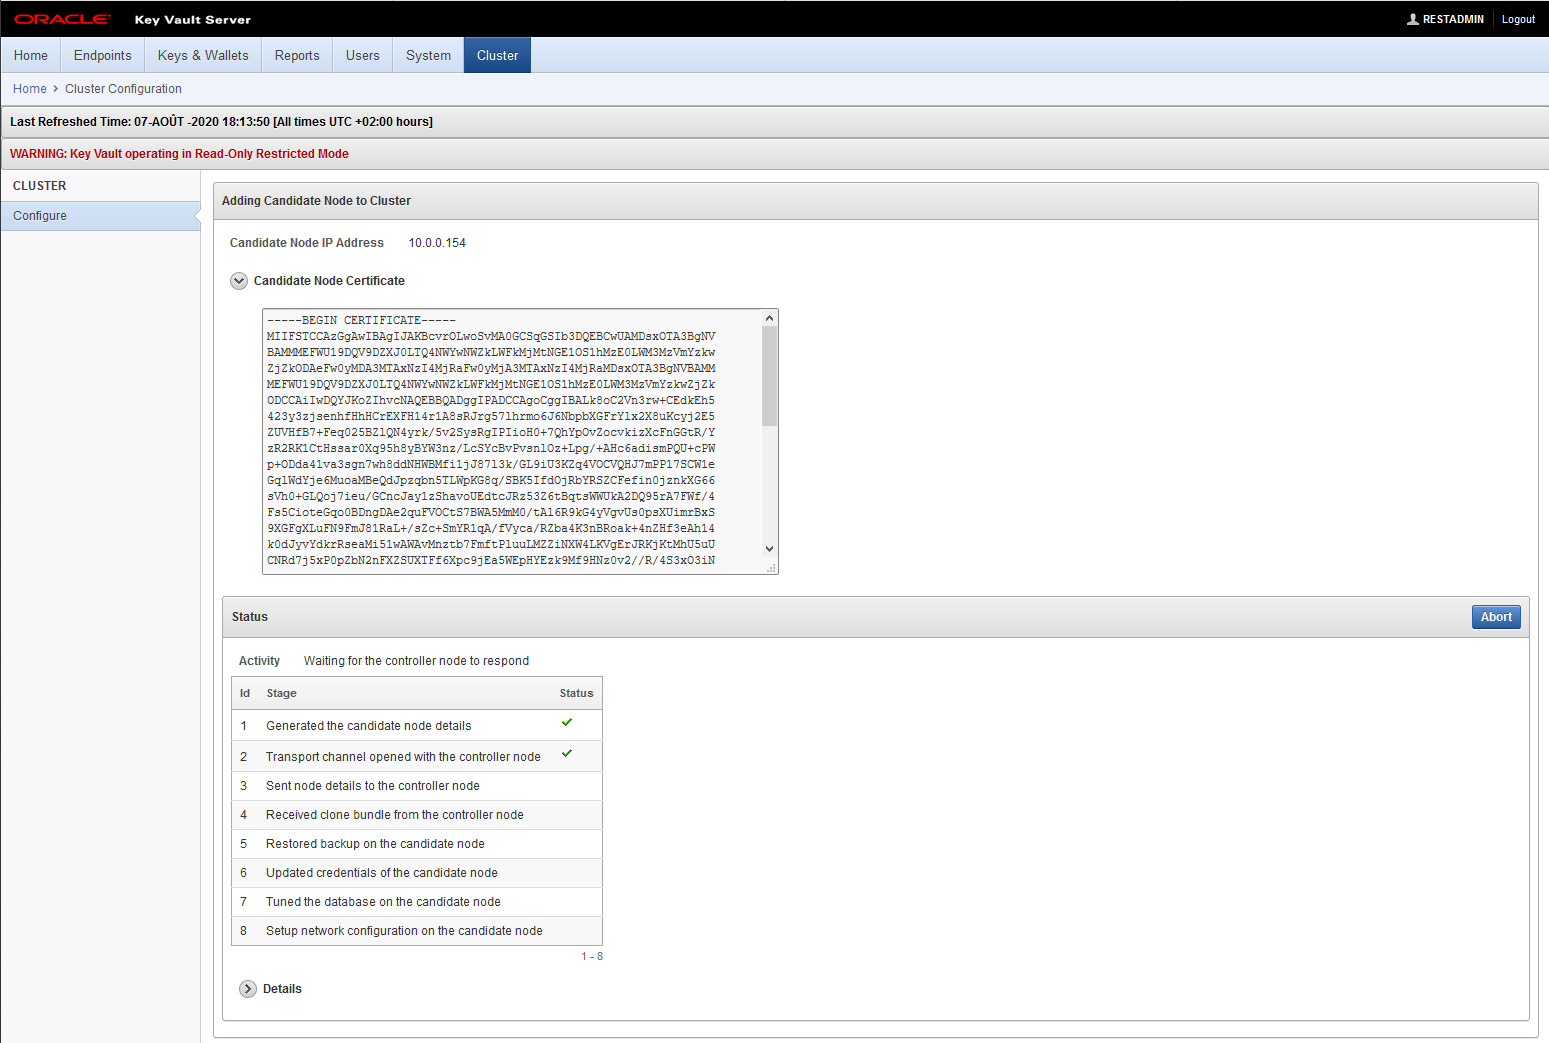 ORACLE Key Vault Server
RESTADMIN Logout
Home Endpoints Keys & Wallets Reports Users System Cluster
Home > Cluster Configuration
Last Refreshed Time: 07-AOÛT -2020 18:13:50 [All times UTC +02:00 hours]
WARNING: Key Vault operating in Read-Only Restricted Mode
CLUSTER
Configure
Adding Candidate Node to Cluster
Candidate Node IP Address 10.0.0.154
Candidate Node Certificate
-----BEGIN CERTIFICATE-----
MIIFSTCCAzGgAwIBAgIJAKBcvrOLwoSvMA0GCSqGSIb3DQEBCwUAMDsxOTA3BgNV
BAMMMEFWU19DQV9DZXJ0LTQ4NWYwNWZkLWFkMjMtNGE1OS1hMzE0LWM3MzVmYzkw
ZjZkODAeFw0yMDA3MTAxNzI4MjRaFw0yMjA3MTAxNzI4MjRaMDsxOTA3BgNVBAMM
MEFWU19DQV9DZXJ0LTQ4NWYwNWZkLWFkMjMtNGE1OS1hMzE0LWM3MzVmYzkwZjZk
ODCCAiIwDQYJKoZIhvcNAQEBBQADggIPADCCAgoCggIBALk8oC2Vn3rw+CEdkEh5
423y3zjsenhfHhHCrEXFH14r1A8sRJrg57lhrmo6J6NbpbXGFrYlx2X8uKcyj2E5
ZUVHfB7+Feq025BZlQN4yrk/5v2SysRgIPIioH0+7QhYpOvZocvkizXcFnGGtR/Y
zR2RK1CtHssar0Xq95h8yBYW3nz/LcSYcBvPvsnlOz+Lpg/+AHc6adismPQU+cPW
p+ODda41va3sgn7wh8ddNHWBMfi1jJ87l3k/GL9iU3KZq4VOCVQHJ7mPP17SCW1e
GqlWdYje6MuoaMBeQdJpzqbn5TLWpKG8q/SBK5IfdOjRbYRSZCFefin0jznkXG66
sVh0+GLQoj7ieu/GCncJay1zShavoUEdtcJRz53Z6tBqtsWWUkA2DQ95rA7FWf/4
Fs5CioteGqo0BDngDAe2quFVOCtS7BWA5MmM0/tAl6R9kG4yVgvUs0psXUimrBxS
9XGFgXLuFN9FmJ81RaL+/sZc+SmYR1qA/fVyca/RZba4K3nBRoak+4nZHf3eAh14
k0dJyvYdkrRseaMi51wAWAvMnztb7FmftPluuLMZZiNXW4LKVgErJRKjKtMhU5uU
CNRd7j5xP0pZbN2nFXZSUXTFf6Xpc9jEa5WEpHYEzk9Mf9HNz0v2//R/4S3xO3iN
Status Abort
Activity Waiting for the controller node to respond
Id Stage Status
1 Generated the candidate node details
2 Transport channel opened with the controller node
3 Sent node details to the controller node
4 Received clone bundle from the controller node
5 Restored backup on the candidate node
6 Updated credentials of the candidate node
7 Tuned the database on the candidate node
8 Setup network configuration on the candidate node
1 - 8
Details